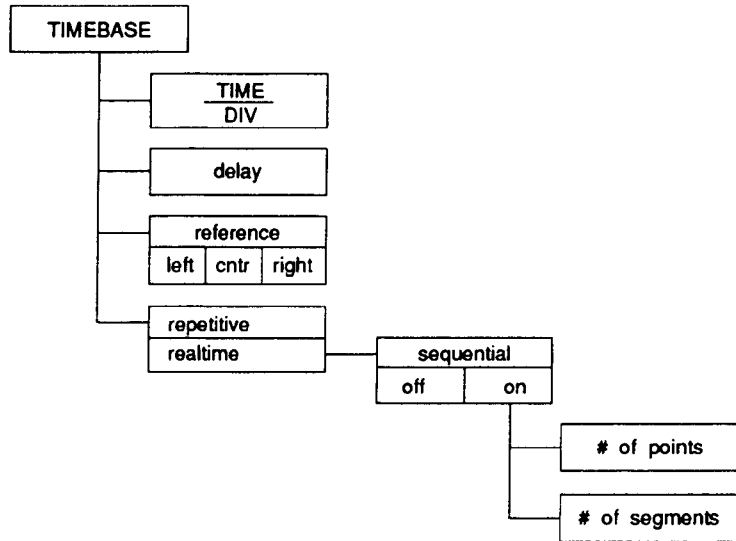 TIMEBASE
TIME
DIV
delay
reference
left cntr right
repetitive
realtime
sequential
off on
# of points
# of segments